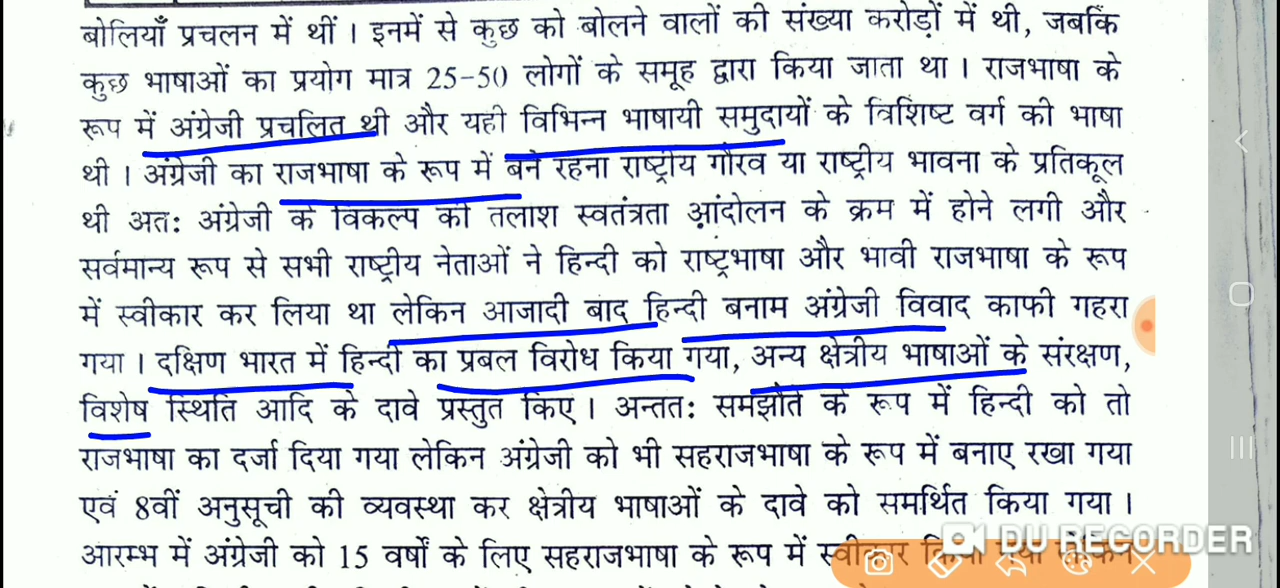 बोलियाँ प्रचलन में थीं । इनमें से कुछ को बोलने वालों की संख्या करोड़ों में थी, जबकि
कुछ भाषाओं का प्रयोग मात्र 25-50 लोगों के समूह द्वारा किया जाता था । राजभाषा के
रूप में अंग्रेजी प्रचलित थी और यही विभिन्न भाषायी समुदायों के त्रिशिष्ट वर्ग की भाषा
थी । अंग्रेजी का राजभाषा के रूप में बने रहना राष्ट्रीय गौरव या राष्ट्रीय भावना के प्रतिकूल
थी अतः अंग्रेजी के विकल्प की तलाश स्वतंत्रता आंदोलन के क्रम में होने लगी और
सर्वमान्य रूप से सभी राष्ट्रीय नेताओं ने हिन्दी को राष्ट्रभाषा और भावी राजभाषा के रूप
में स्वीकार कर लिया था लेकिन आजादी बाद हिन्दी बनाम अंग्रेजी विवाद काफी गहरा
गया । दक्षिण भारत में हिन्दी का प्रबल विरोध किया गया, अन्य क्षेत्रीय भाषाओं के संरक्षण,
विशेष स्थिति आदि के दावे प्रस्तुत किए । अन्ततः समझौते के रूप में हिन्दी को तो
राजभाषा का दर्जा दिया गया लेकिन अंग्रेजी को भी सहराजभाषा के रूप में बनाए रखा गया
एवं 8वीं अनुसूची की व्यवस्था कर क्षेत्रीय भाषाओं के दावे को समर्थित किया गया ।
DU RECORDER
आरम्भ में अंग्रेजी को 15 वर्षों के लिए सहराजभाषा के रूप में स्वीकार